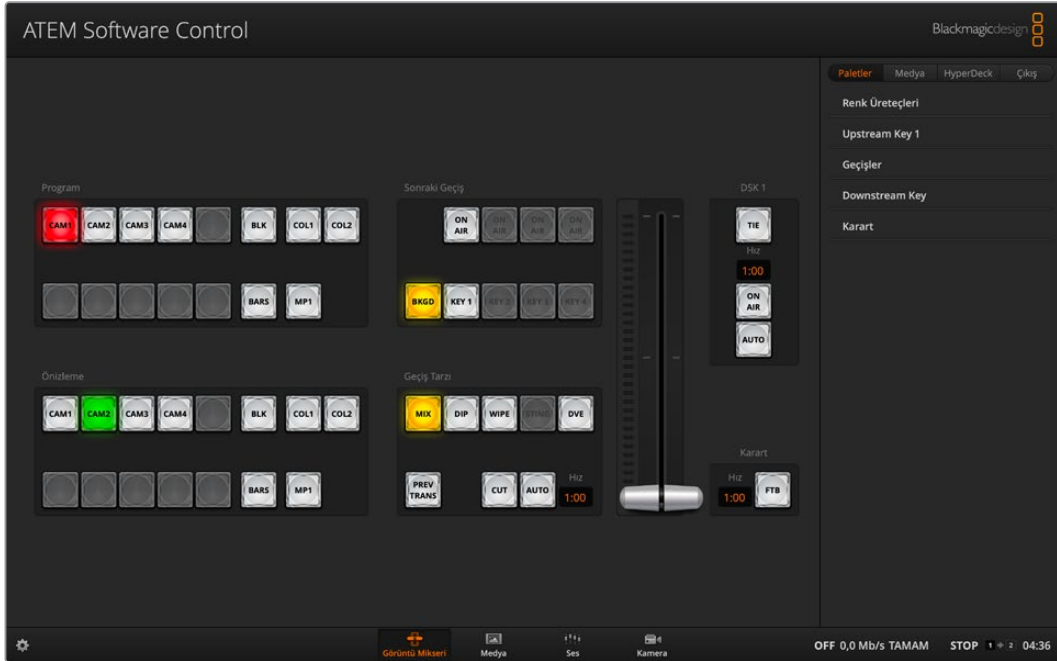 ATEM Software Control
Blackmagicdesign
Paletler Medya HyperDeck Çıkış
Renk Üreteçleri
Upstream Key 1
Geçişler
Downstream Key
Karart
Program
CAM1 CAM2 CAM3 CAM4 BLK COL1 COL2
BARS MP1
Sonraki Geçiş
ON AIR ON AIR ON AIR ON AIR
BKGD KEY 1 KEY 2 KEY 3 KEY 4
DSK 1
TIE
Hız
1:00
ON AIR
AUTO
Önizleme
CAM1 CAM2 CAM3 CAM4 BLK COL1 COL2
BARS MP1
Geçiş Tarzı
MIX DIP WIPE STING DVE
PREV TRANS CUT AUTO Hız 1:00
Karart
Hız
1:00 FTB
Görüntü Mikseri Medya Ses Kamera
OFF 0,0 Mb/s TAMAM STOP 1 2 04:36